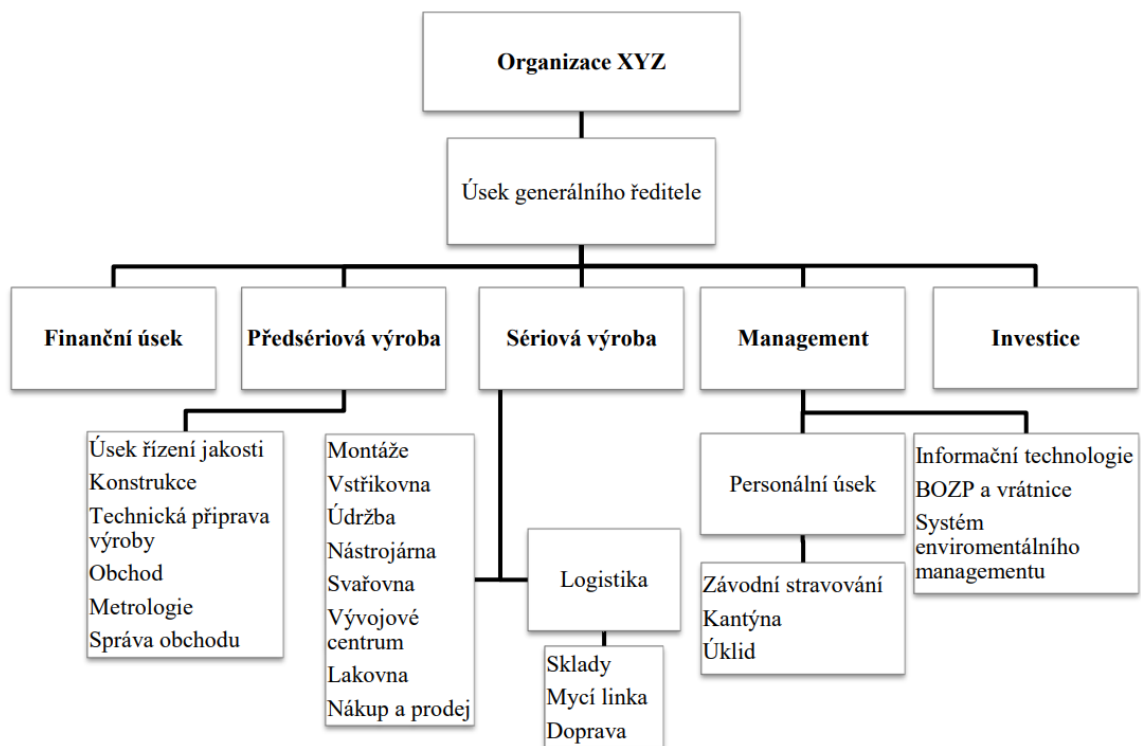 Organizace XYZ
Úsek generálního ředitele
Finanční úsek
Předsériová výroba
Sériová výroba
Management
Investice
Úsek řízení jakosti
Konstrukce
Technická připrava
výroby
Obchod
Metrologie
Správa obchodu
Montáže
Vstřikovna
Údržba
Nástrojárna
Svařovna
Vývojové
centrum
Lakovna
Nákup a prodej
Logistika
Sklady
Mycí linka
Doprava
Personální úsek
Závodní stravování
Kantýna
Úklid
Informační technologie
BOZP a vrátnice
Systém
enviromentálního
managementu